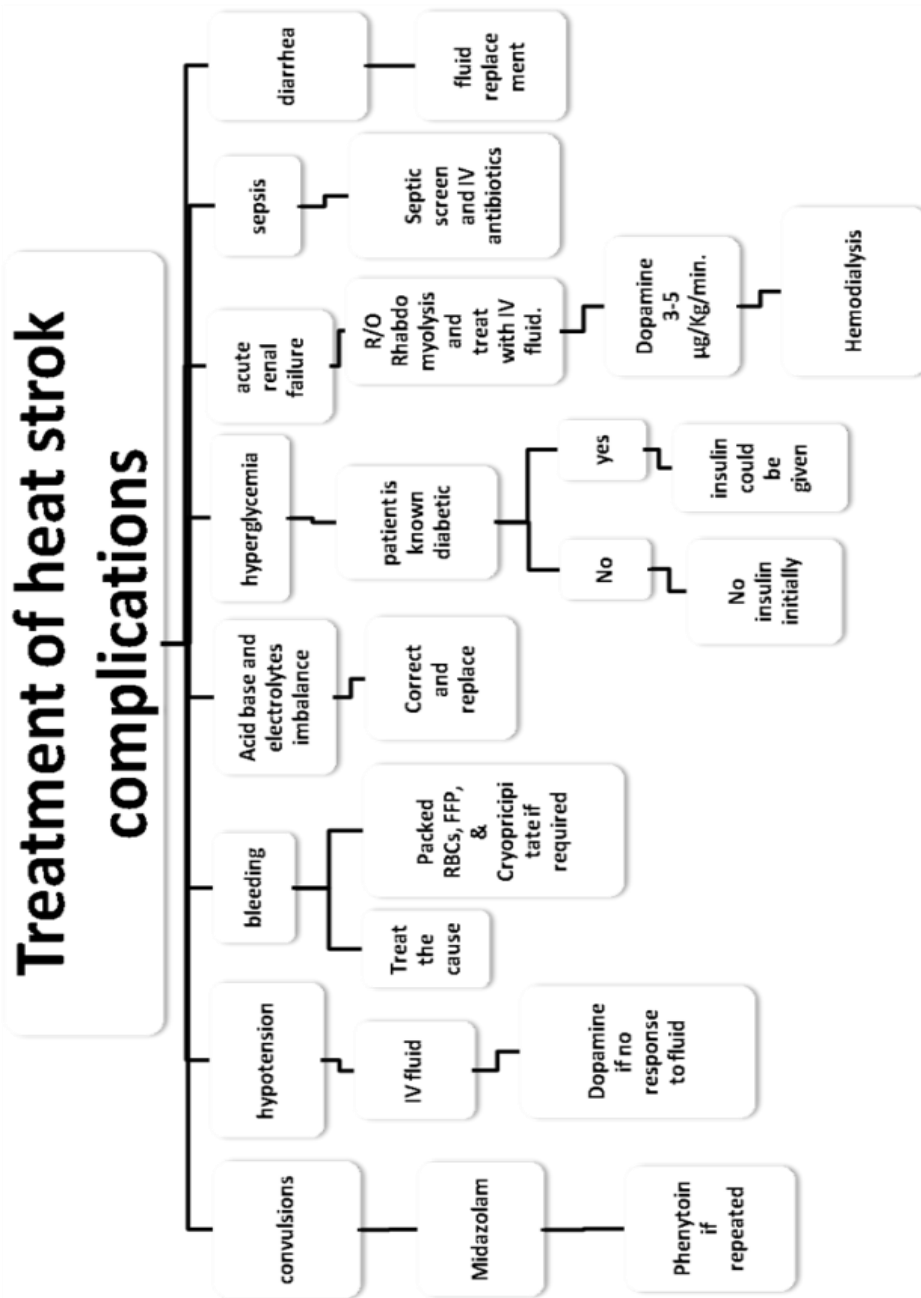 Treatment of heat strok
complications
convulsions
Midazolam
Phenytoin
if
repeated
hypotension
IV fluid
Dopamine
if no
response
to fluid
bleeding
Treat
the
cause
Packed
RBCs, FFP,
&
Cryopricipi
tate if
required
Acid base and
electrolytes
imbalance
Correct
and
replace
hyperglycemia
patient is
known
diabetic
No
No
insulin
initially
yes
insulin
could
be
given
acute
renal
failure
R/O
Rhabdo
myolysis
and
treat
with IV
fluid.
Dopamine
3-5
µg/Kg/min.
Hemodialysis
sepsis
Septic
screen
and IV
antibiotics
diarrhea
fluid
replace
ment